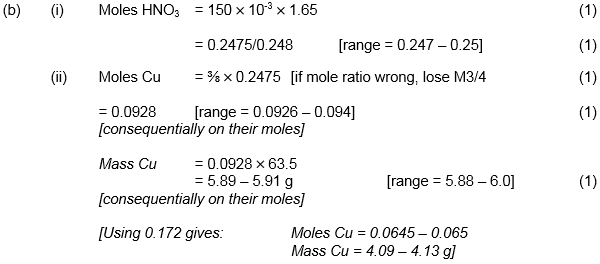 (b) (i) Moles HNO₃ = 150 × 10⁻³ × 1.65 (1)
= 0.2475/0.248 [range = 0.247 – 0.25] (1)
(ii) Moles Cu = ⅜ × 0.2475 [if mole ratio wrong, lose M3/4 (1)
= 0.0928 [range = 0.0926 – 0.094] (1)
[consequentially on their moles]
Mass Cu = 0.0928 × 63.5
= 5.89 – 5.91 g [range = 5.88 – 6.0] (1)
[consequentially on their moles]
[Using 0.172 gives: Moles Cu = 0.0645 – 0.065
Mass Cu = 4.09 – 4.13 g]